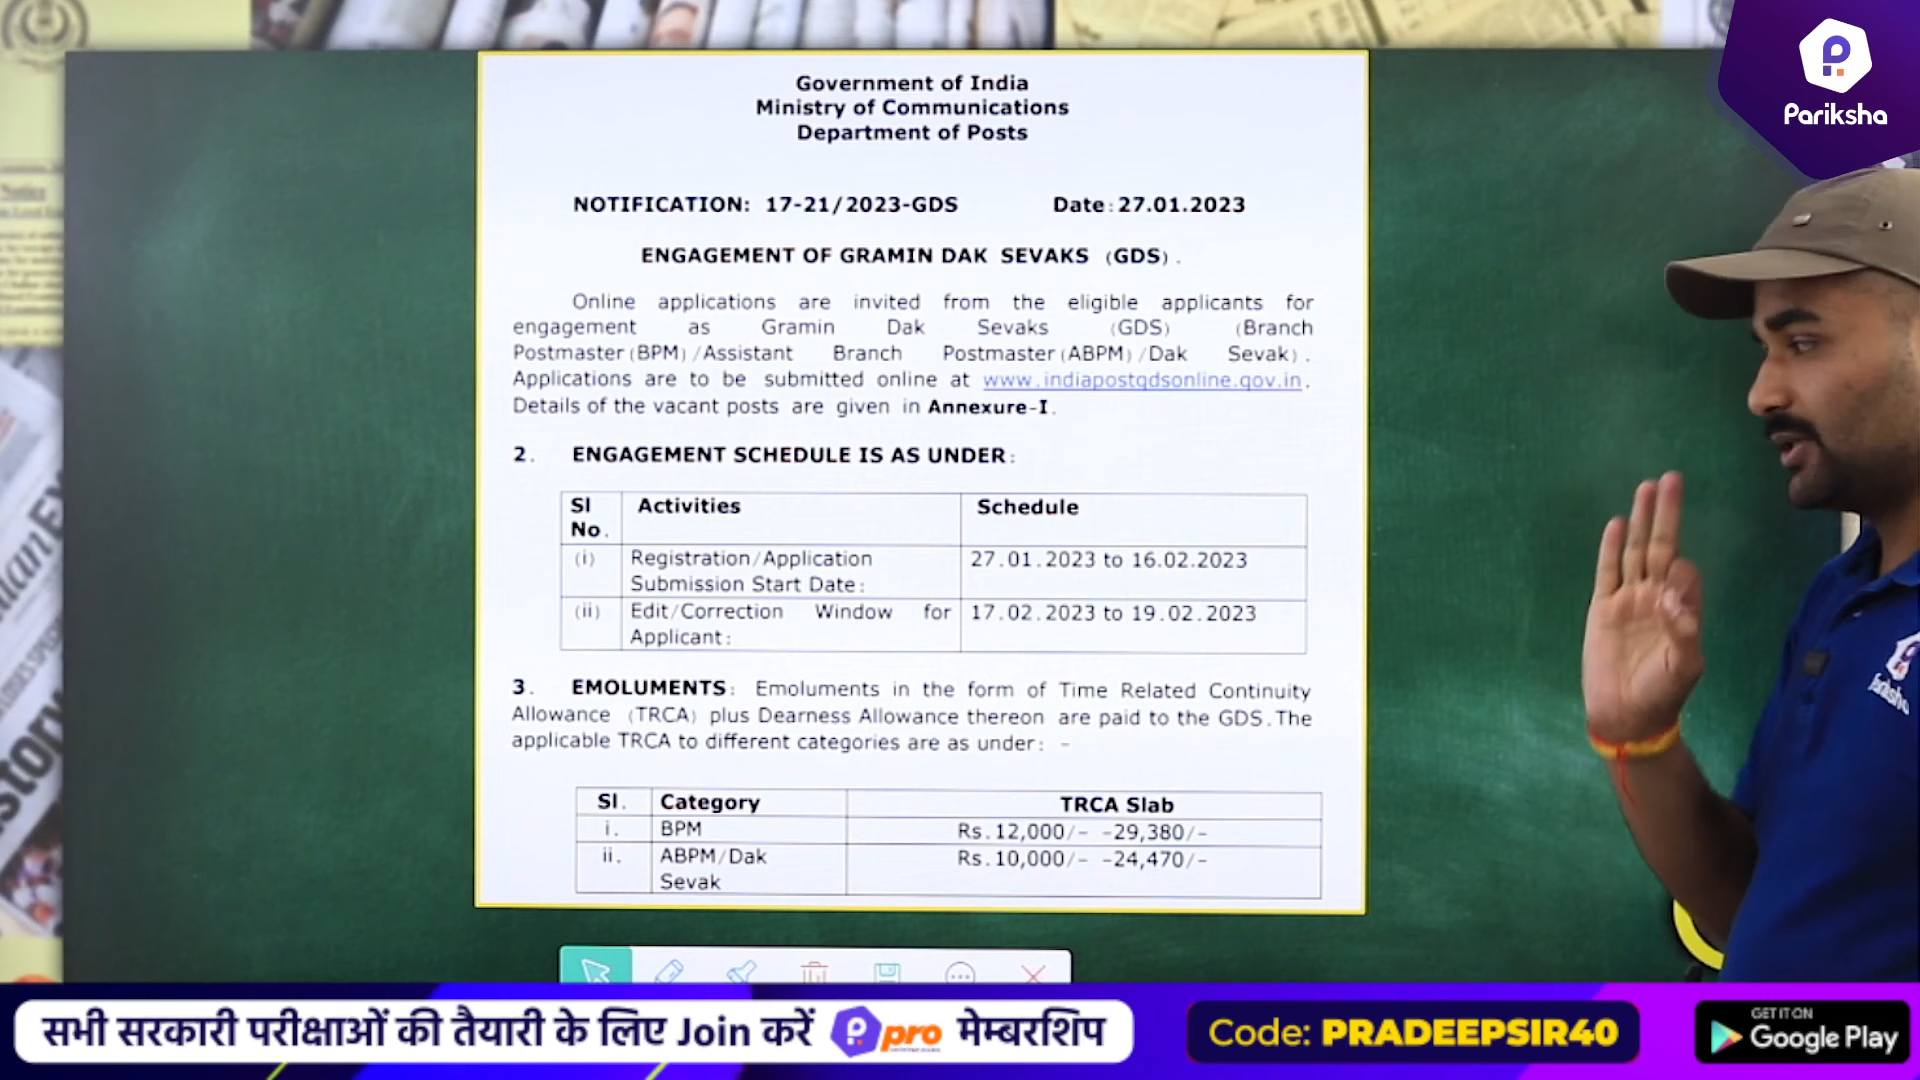 Pariksha
Government of India
Ministry of Communications
Department of Posts
NOTIFICATION: 17-21/2023-GDS Date:27.01.2023
ENGAGEMENT OF GRAMIN DAK SEVAKS (GDS).
Online applications are invited from the eligible applicants for
engagement as Gramin Dak Sevaks (GDS) (Branch
Postmaster(BPM)/Assistant Branch Postmaster(ABPM)/Dak Sevak).
Applications are to be submitted online at www.indiapostgdsonline.gov.in.
Details of the vacant posts are given in Annexure-I.
2. ENGAGEMENT SCHEDULE IS AS UNDER:
Sl No. Activities Schedule
(i) Registration/Application Submission Start Date: 27.01.2023 to 16.02.2023
(ii) Edit/Correction Window for Applicant: 17.02.2023 to 19.02.2023
3. EMOLUMENTS: Emoluments in the form of Time Related Continuity
Allowance (TRCA) plus Dearness Allowance thereon are paid to the GDS.The
applicable TRCA to different categories are as under: -
Sl. Category TRCA Slab
i. BPM Rs.12,000/- -29,380/-
ii. ABPM/Dak Sevak Rs.10,000/- -24,470/-
सभी सरकारी परीक्षाओं की तैयारी के लिए Join करें pro मेम्बरशिप
Code: PRADEEPSIR40
GET IT ON
Google Play